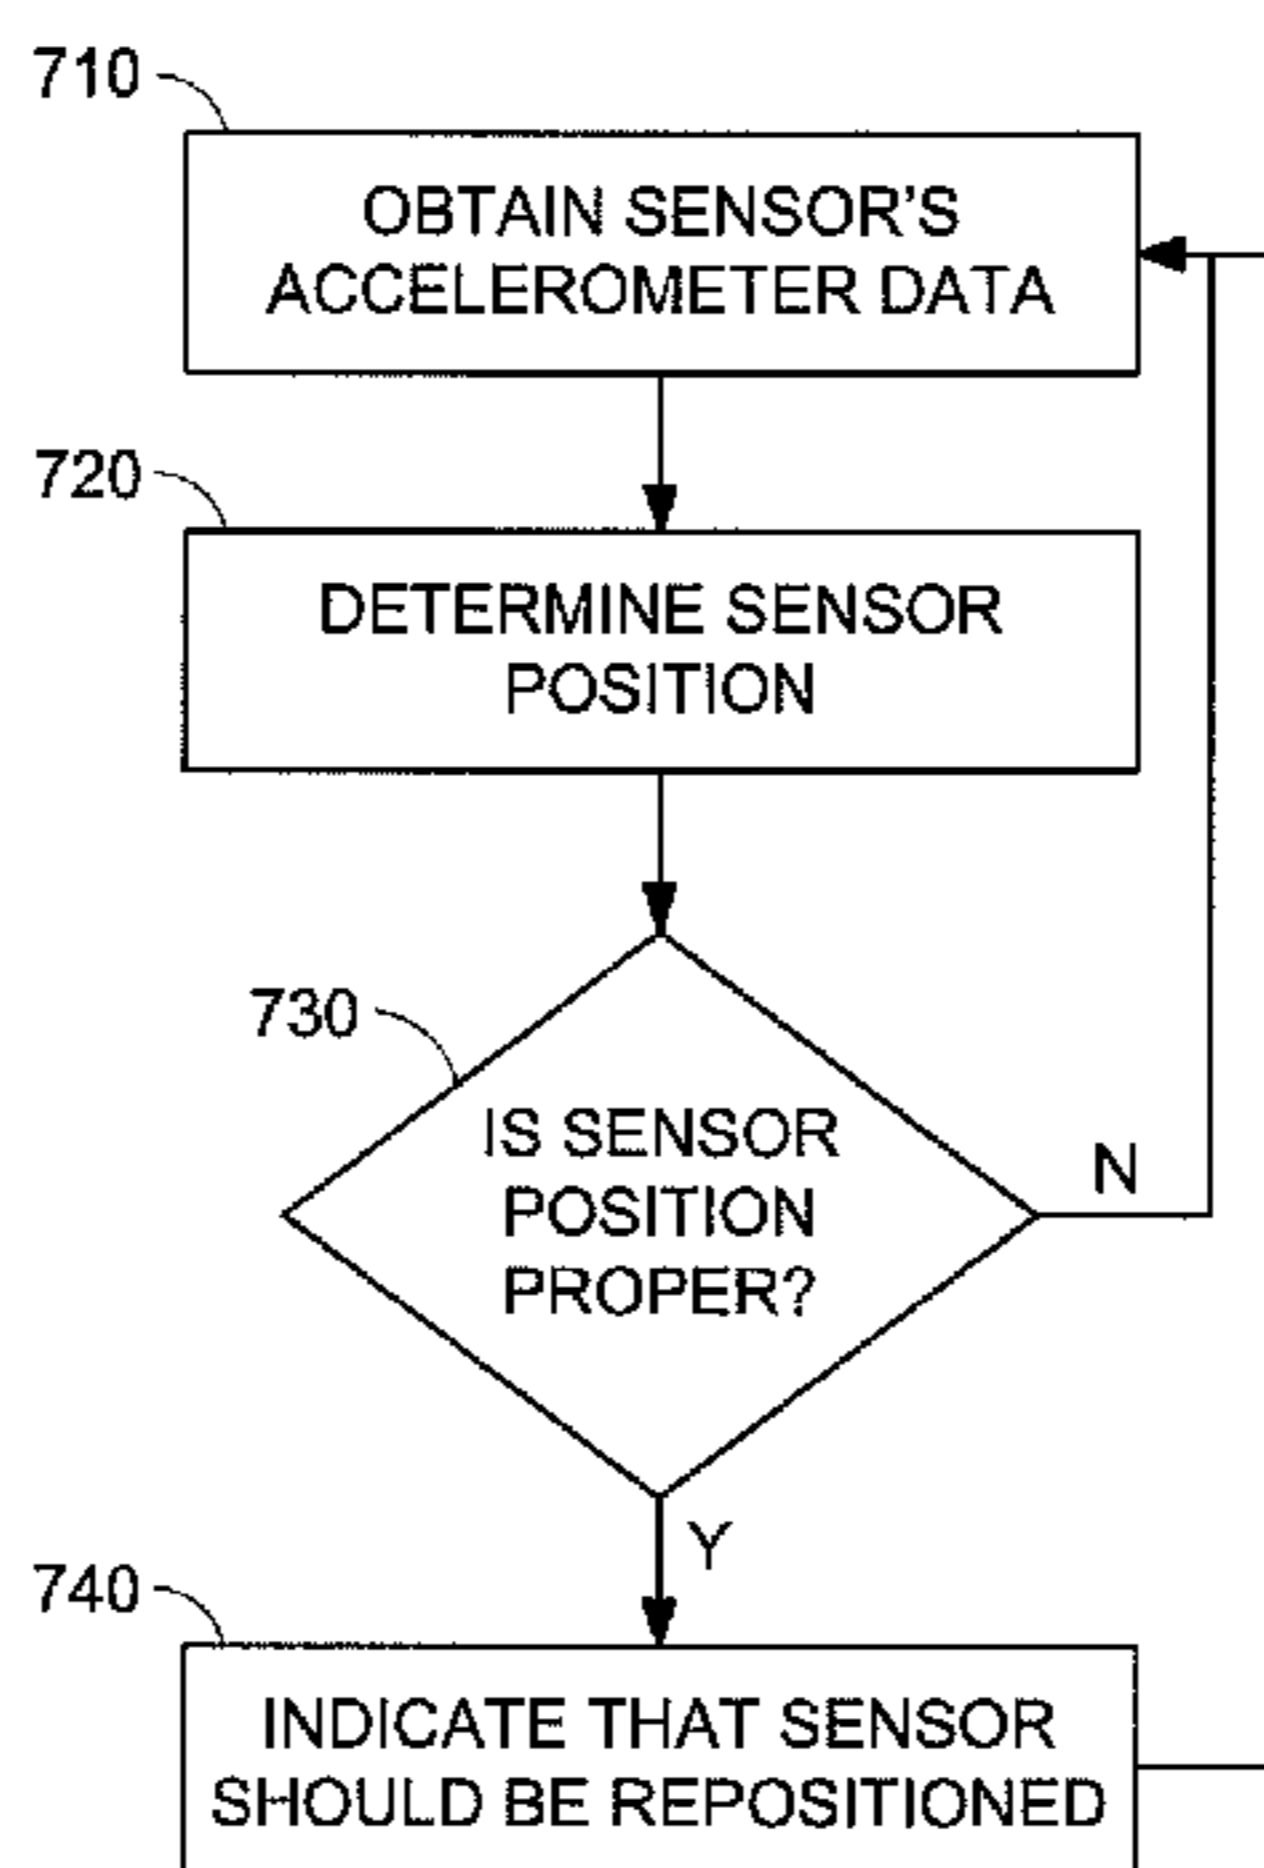 710
OBTAIN SENSOR'S
ACCELEROMETER DATA
720
DETERMINE SENSOR
POSITION
730
IS SENSOR
POSITION
PROPER?
N
Y
740
INDICATE THAT SENSOR
SHOULD BE REPOSITIONED